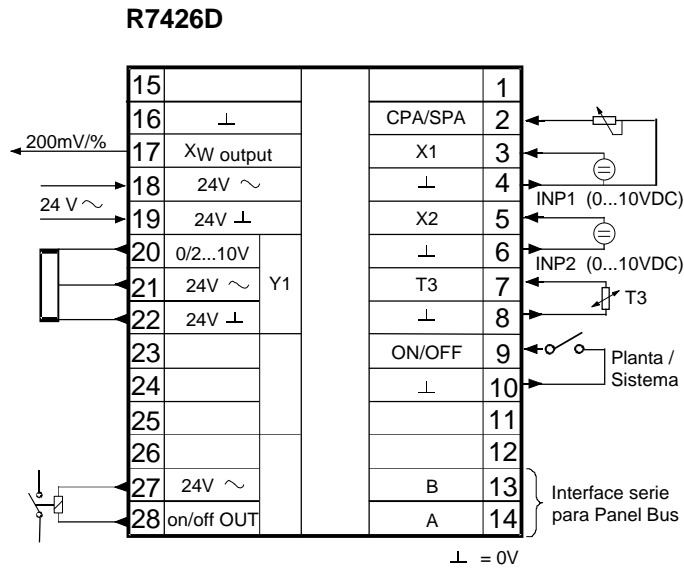 R7426D
15 1
16 ⊥ CPA/SPA 2
200mV/% 17 XW output X1 3
18 24V ~ ⊥ 4
INP1 (0...10VDC)
24 V ~ 19 24V ⊥ X2 5
20 0/2...10V ⊥ 6
INP2 (0...10VDC)
21 24V ~ Y1 T3 7 T3
22 24V ⊥ ⊥ 8
23 ON/OFF 9 Planta /
24 ⊥ 10 Sistema
25 11
26 12
27 24V ~ B 13 Interface serie
28 on/off OUT A 14 para Panel Bus
⊥ = 0V